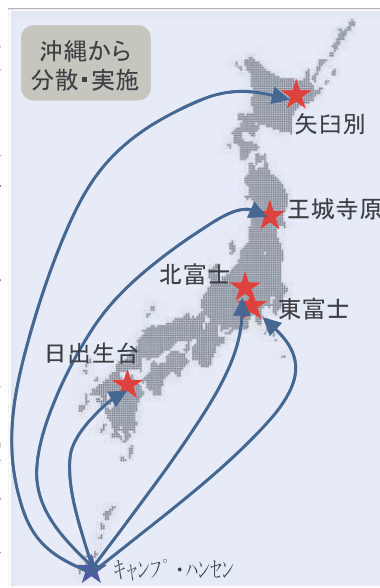 沖縄から
分散・実施
矢臼別
王城寺原
北富士
東富士
日出生台
キャンプ・ハンセン